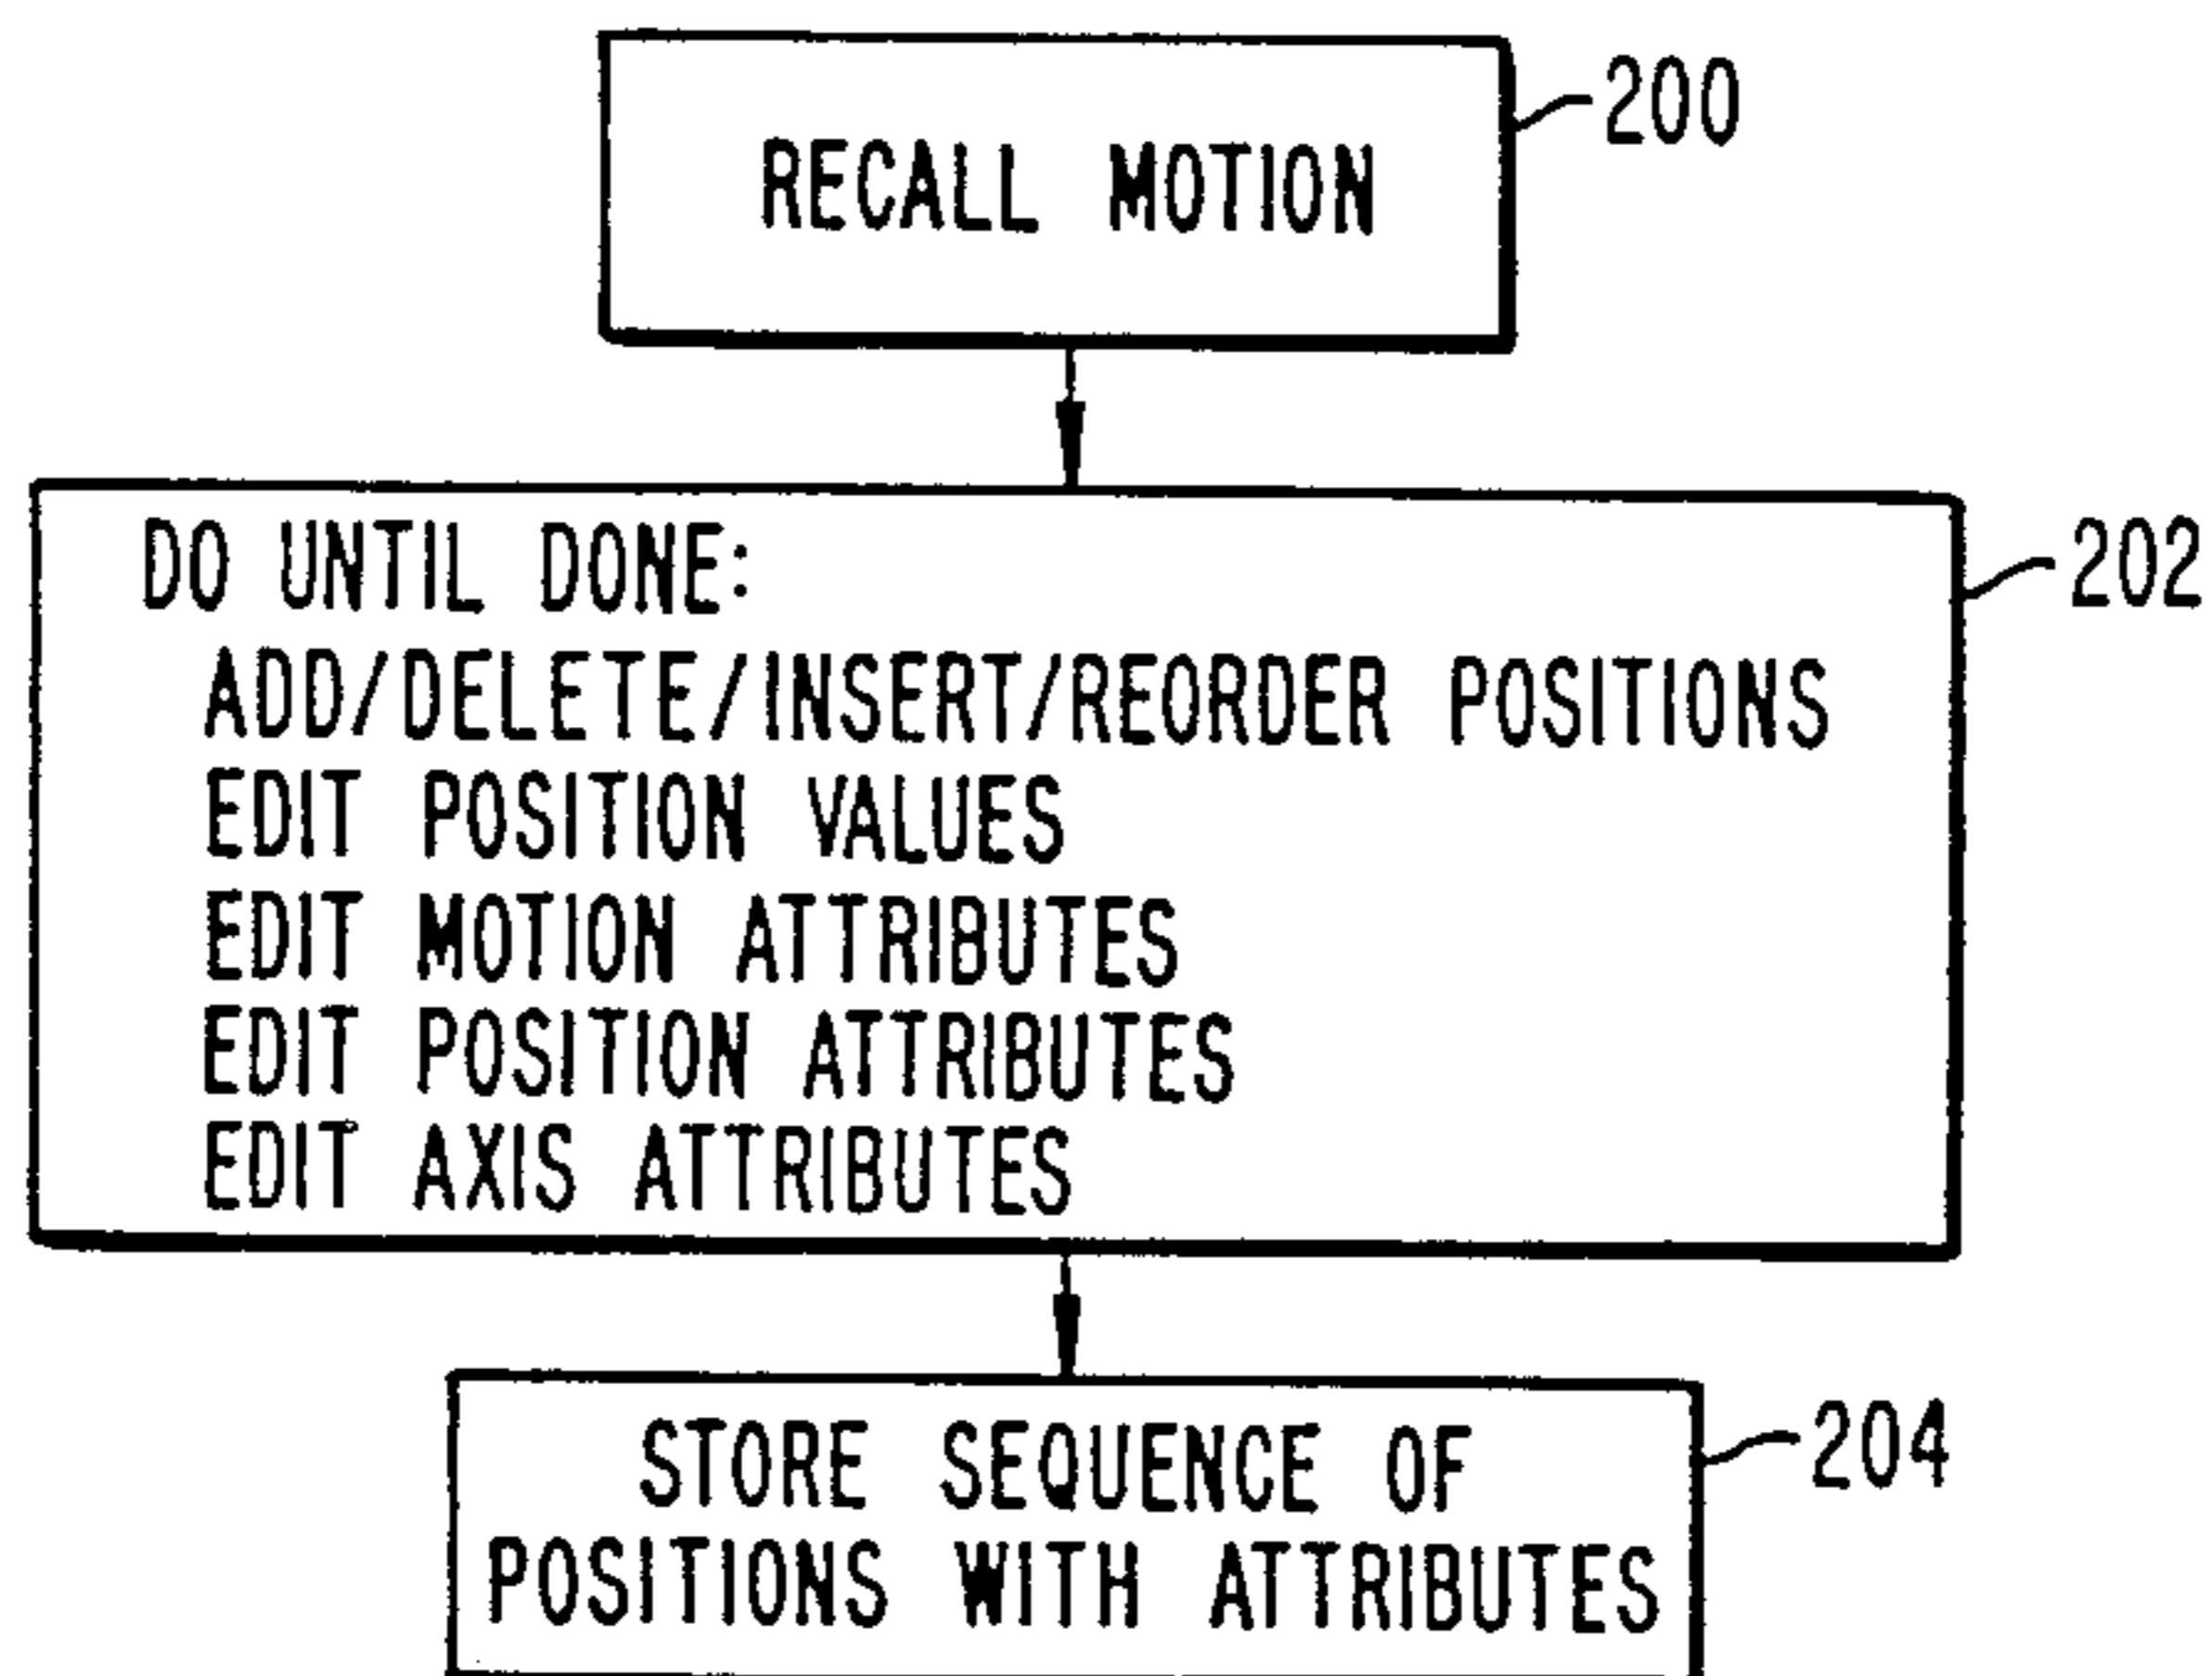 RECALL MOTION
200
DO UNTIL DONE:
202
ADD/DELETE/INSERT/REORDER POSITIONS
EDIT POSITION VALUES
EDIT MOTION ATTRIBUTES
EDIT POSITION ATTRIBUTES
EDIT AXIS ATTRIBUTES
STORE SEQUENCE OF
204
POSITIONS WITH ATTRIBUTES